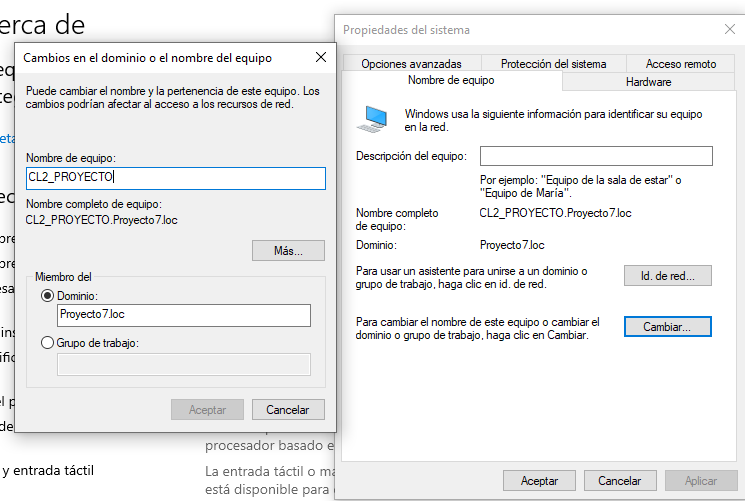 erca de
Cambios en el dominio o el nombre del equipo
Puede cambiar el nombre y la pertenencia de este equipo. Los
cambios podrían afectar al acceso a los recursos de red.
Nombre de equipo:
CL2_PROYECTO
Nombre completo de equipo:
CL2_PROYECTO.Proyecto7.loc
Más...
Miembro del
Dominio:
Proyecto7.loc
Grupo de trabajo:
Aceptar
Cancelar
procesador basado e
y entrada táctil
La entrada táctil o ma
está disponible para
Propiedades del sistema
Opciones avanzadas
Protección del sistema
Acceso remoto
Nombre de equipo
Hardware
Windows usa la siguiente información para identificar su equipo
en la red.
Descripción del equipo:
Por ejemplo: "Equipo de la sala de estar" o
"Equipo de María".
Nombre completo
de equipo:
CL2_PROYECTO.Proyecto7.loc
Dominio:
Proyecto7.loc
Para usar un asistente para unirse a un dominio o
grupo de trabajo, haga clic en id. de red.
Id. de red...
Para cambiar el nombre de este equipo o cambiar el
dominio o grupo de trabajo, haga clic en Cambiar.
Cambiar...
Aceptar
Cancelar
Aplicar